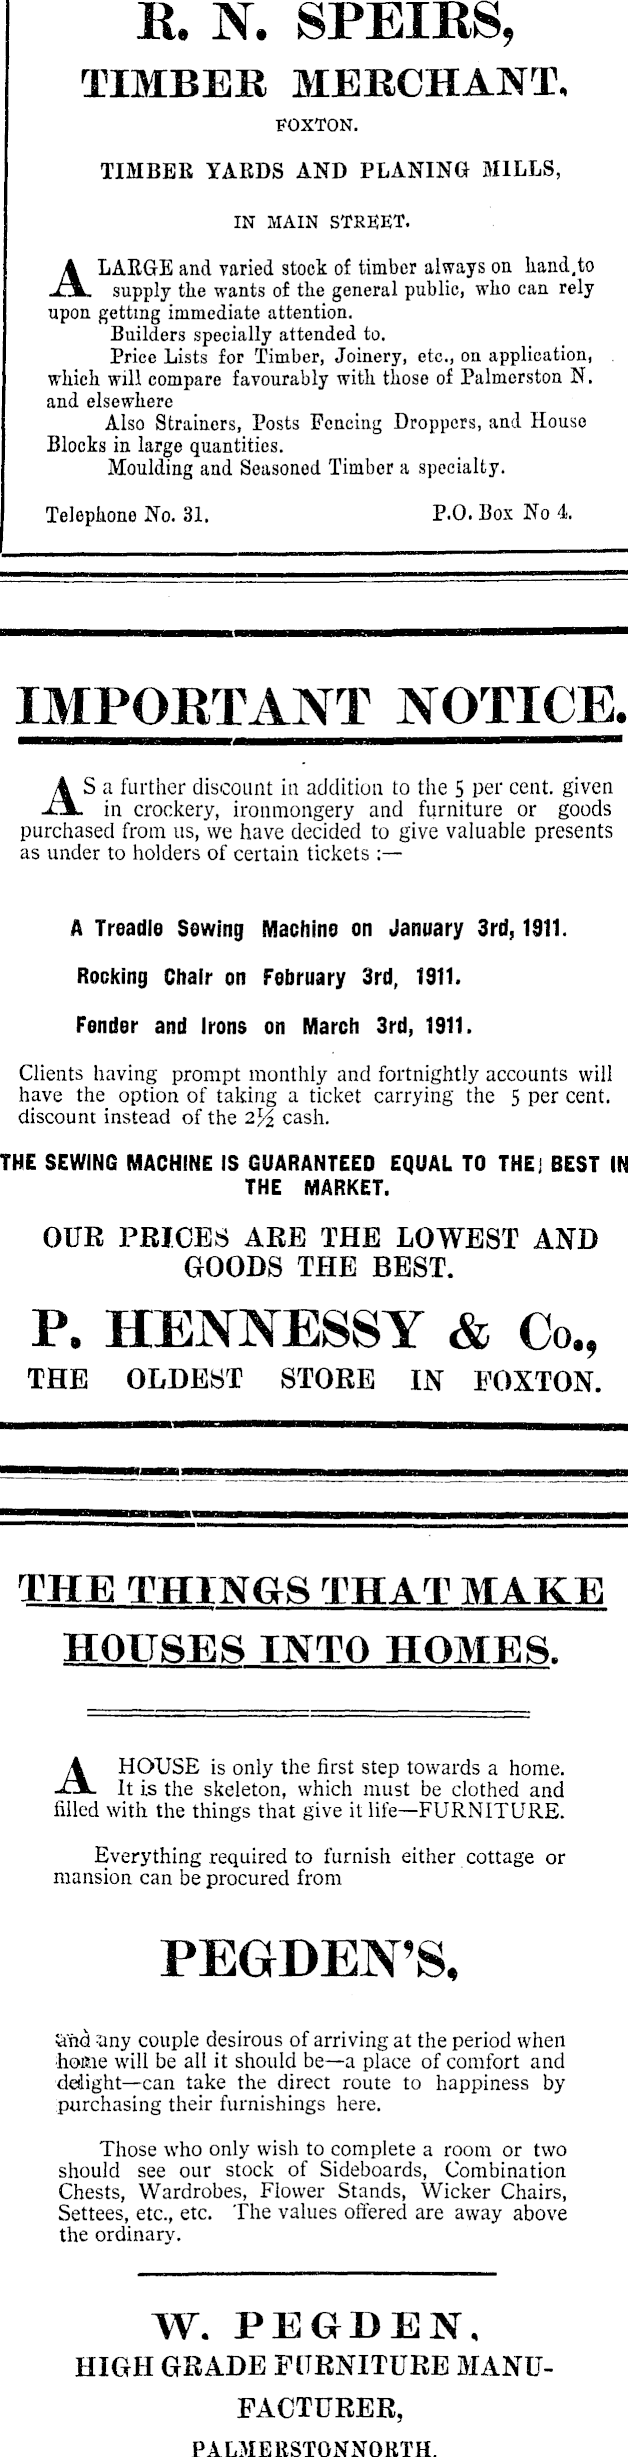 R. N. SPEIRS,
TIMBER MERCHANT,
FOXTON.
TIMBER YARDS AND PLANING MILLS,
IN MAIN STREET.
A LARGE and varied stock of timber always on hand, to
supply the wants of the general public, who can rely
upon getting immediate attention.
Builders specially attended to.
Price Lists for Timber, Joinery, etc., on application,
which will compare favourably with those of Palmerston N.
and elsewhere
Also Strainers, Posts Fencing Droppers, and House
Blocks in large quantities.
Moulding and Seasoned Timber a specialty.
Telephone No. 31. P.O. Box No 4.
IMPORTANT NOTICE.
AS a further discount in addition to the 5 per cent. given
in crockery, ironmongery and furniture or goods
purchased from us, we have decided to give valuable presents
as under to holders of certain tickets :—
A Treadle Sewing Machine on January 3rd, 1911.
Rocking Chair on February 3rd, 1911.
Fender and Irons on March 3rd, 1911.
Clients having prompt monthly and fortnightly accounts will
have the option of taking a ticket carrying the 5 per cent.
discount instead of the 2½ cash.
THE SEWING MACHINE IS GUARANTEED EQUAL TO THE BEST IN
THE MARKET.
OUR PRICES ARE THE LOWEST AND
GOODS THE BEST.
P. HENNESSY & Co.,
THE OLDEST STORE IN FOXTON.
THE THINGS THAT MAKE
HOUSES INTO HOMES.
A HOUSE is only the first step towards a home.
It is the skeleton, which must be clothed and
filled with the things that give it life—FURNITURE.
Everything required to furnish either cottage or
mansion can be procured from
PEGDEN'S,
and any couple desirous of arriving at the period when
home will be all it should be—a place of comfort and
delight—can take the direct route to happiness by
purchasing their furnishings here.
Those who only wish to complete a room or two
should see our stock of Sideboards, Combination
Chests, Wardrobes, Flower Stands, Wicker Chairs,
Settees, etc., etc. The values offered are away above
the ordinary.
W. PEGDEN,
HIGH GRADE FURNITURE MANU-
FACTURER,
PALMERSTON NORTH.